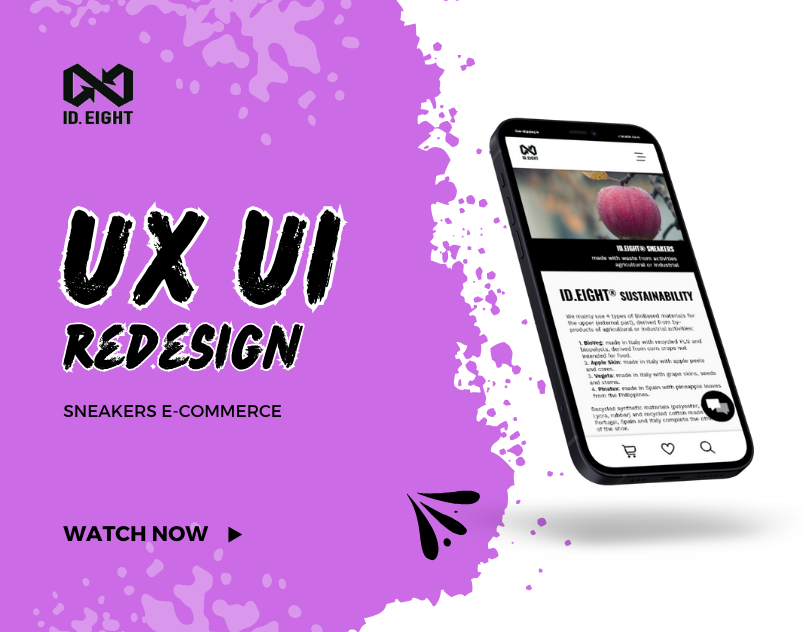 ID. EIGHT
UX UI
REDESIGN
SNEAKERS E-COMMERCE
WATCH NOW
ID.EIGHT
ID.EIGHT® SNEAKERS
made with waste from activities
agricultural or industrial
ID.EIGHT® SUSTAINABILITY
We mainly use 4 types of BioBased materials for
the upper (external part), derived from by-
products of agricultural or industrial activities:
1. BioVeg: made in Italy with recycled PES and
biopolyols, derived from corn crops not
intended for food.
2. Apple Skin: made in Italy with apple peels
and cores.
3. Vegeta: made in Italy with grape skins, seeds
and stems.
4. Pinatex: made in Spain with pineapple leaves
from the Philippines.
Recycled synthetic materials (polyester,
Lycra, rubber) and recycled cotton made
Portugal, Spain and Italy complete the
of the shoe.